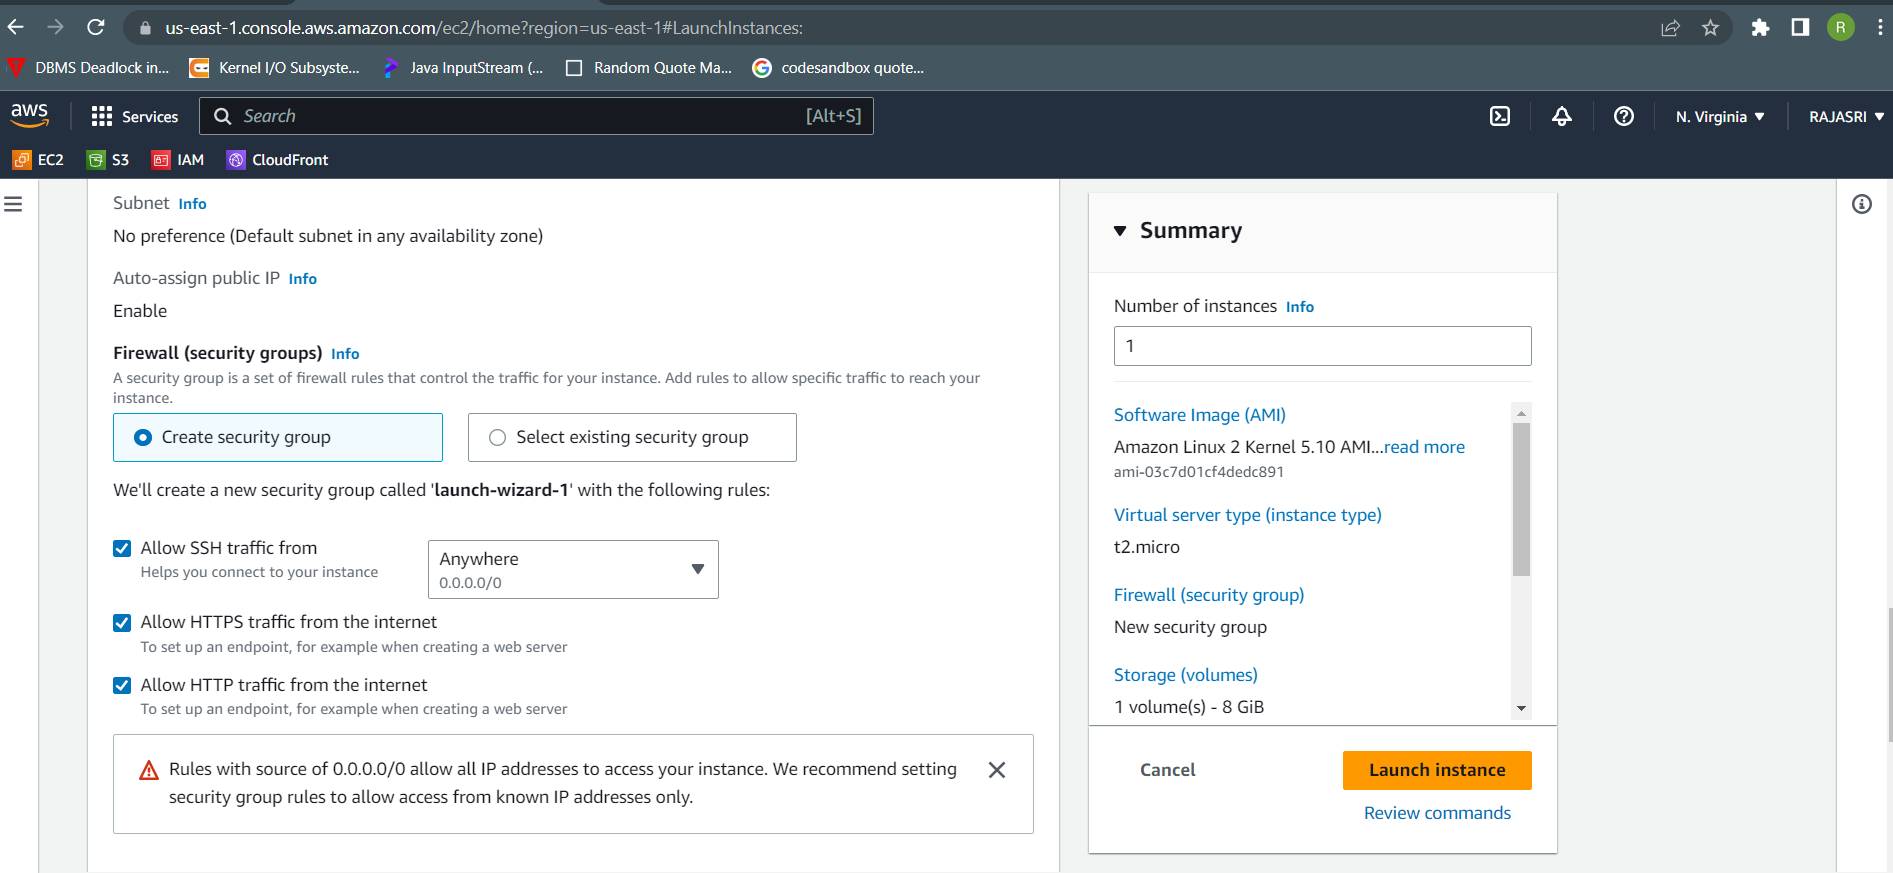 us-east-1.console.aws.amazon.com/ec2/home?region=us-east-1#LaunchInstances:
R
DBMS Deadlock in...
Kernel I/O Subsyste...
Java InputStream (...
Random Quote Ma...
codesandbox quote...
aws
Services
Search
[Alt+S]
N. Virginia
RAJASRI
EC2
S3
IAM
CloudFront
Subnet Info
No preference (Default subnet in any availability zone)
Auto-assign public IP Info
Enable
Firewall (security groups) Info
A security group is a set of firewall rules that control the traffic for your instance. Add rules to allow specific traffic to reach your
instance.
Create security group
Select existing security group
We'll create a new security group called 'launch-wizard-1' with the following rules:
Allow SSH traffic from
Helps you connect to your instance
Anywhere
0.0.0.0/0
Allow HTTPS traffic from the internet
To set up an endpoint, for example when creating a web server
Allow HTTP traffic from the internet
To set up an endpoint, for example when creating a web server
Rules with source of 0.0.0.0/0 allow all IP addresses to access your instance. We recommend setting
security group rules to allow access from known IP addresses only.
Summary
Number of instances Info
1
Software Image (AMI)
Amazon Linux 2 Kernel 5.10 AMI...read more
ami-03c7d01cf4dedc891
Virtual server type (instance type)
t2.micro
Firewall (security group)
New security group
Storage (volumes)
1 volume(s) - 8 GiB
Cancel
Launch instance
Review commands